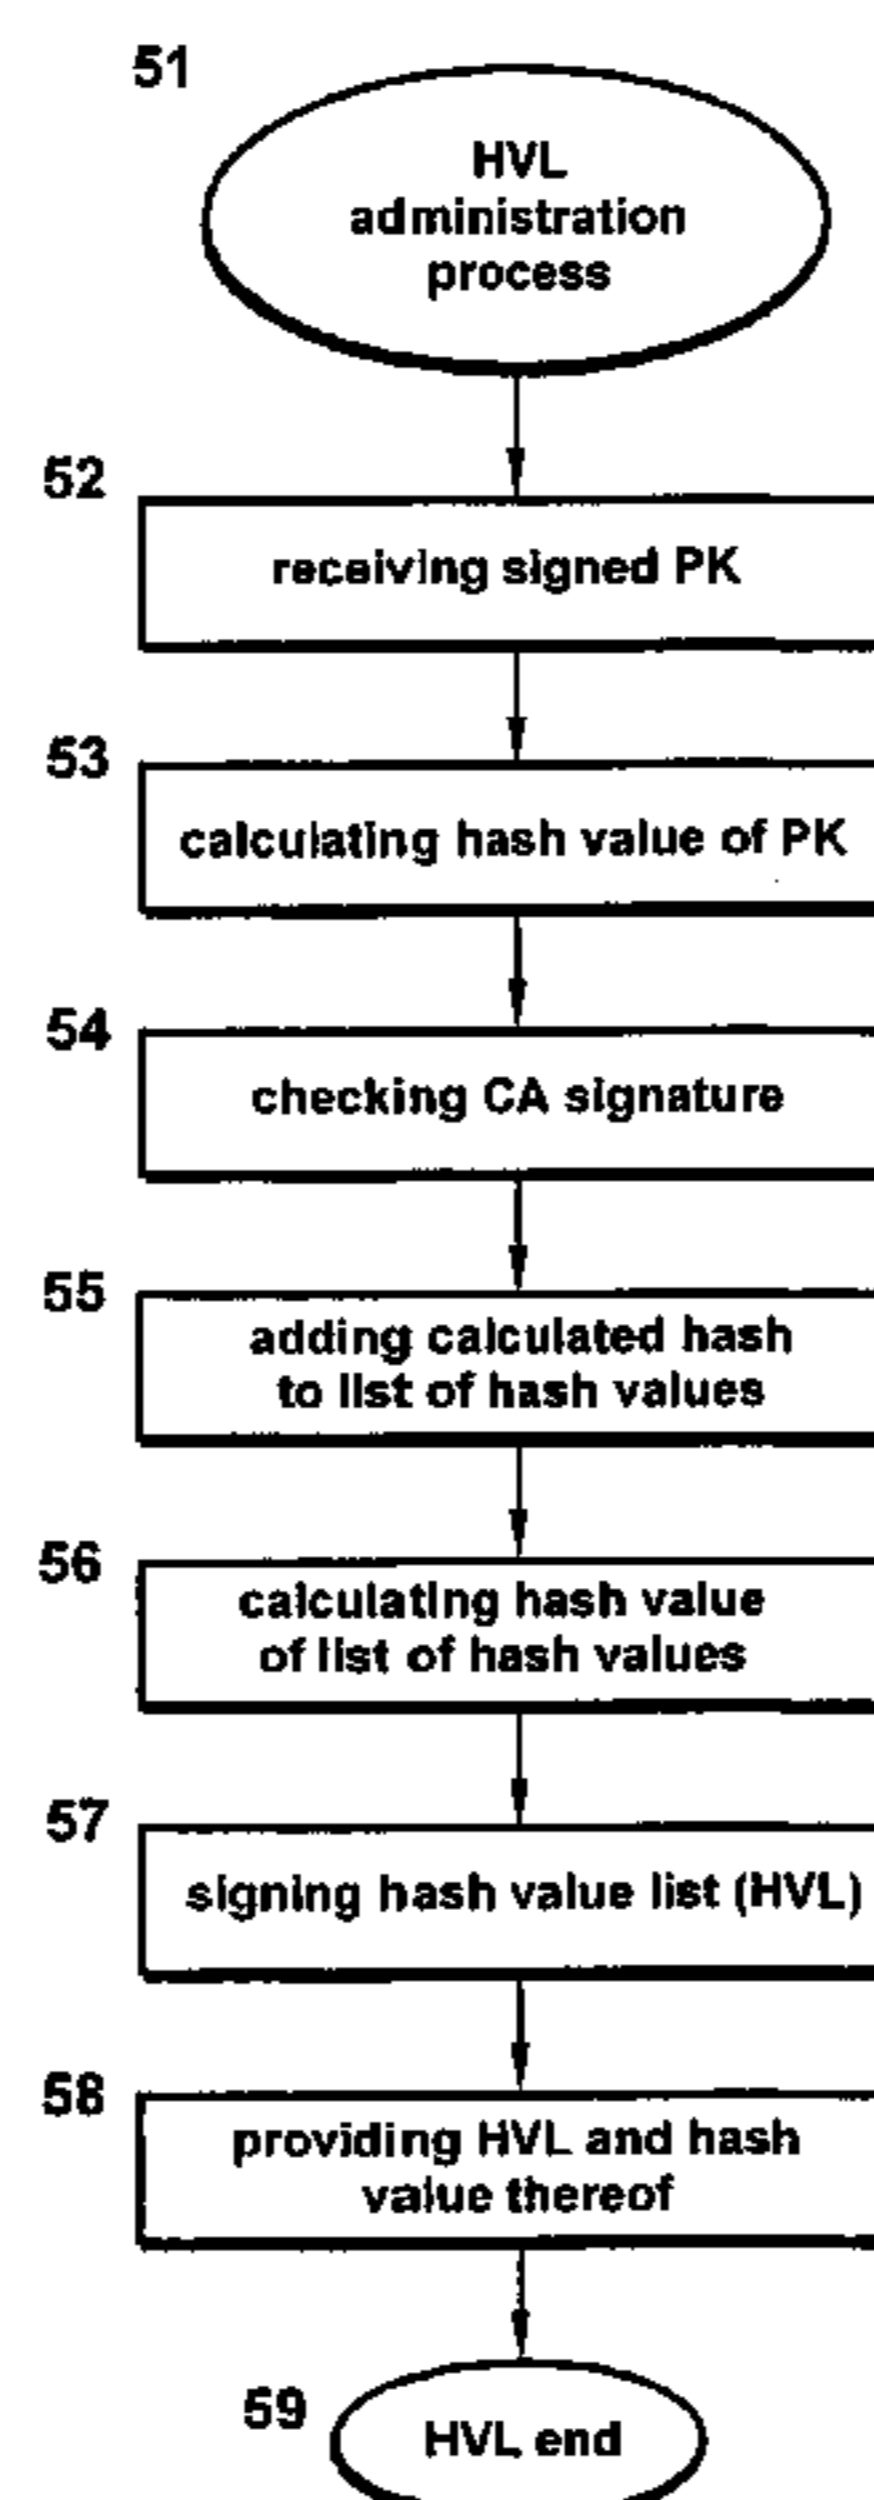 51
HVL
administration
process
52
receiving signed PK
53
calculating hash value of PK
54
checking CA signature
55
adding calculated hash
to list of hash values
56
calculating hash value
of list of hash values
57
signing hash value list (HVL)
58
providing HVL and hash
value thereof
59
HVL end